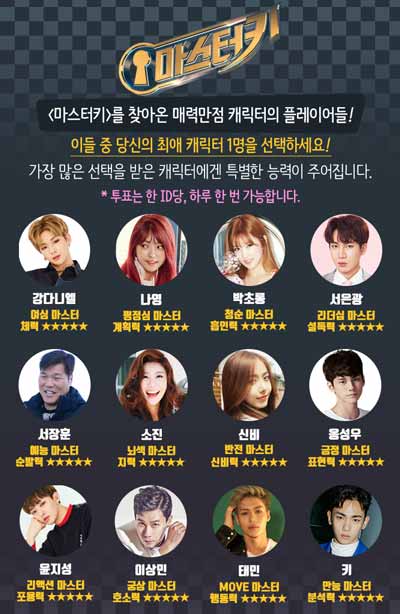 마스터키
<마스터키>를 찾아온 매력만점 캐릭터의 플레이어들!
이들 중 당신의 최애 캐릭터 1명을 선택하세요!
가장 많은 선택을 받은 캐릭터에겐 특별한 능력이 주어집니다.
* 투표는 한 ID당, 하루 한 번 가능합니다.
강다니엘 나영 박초롱 서은광
여심 마스터 평정심 마스터 청순 마스터 리더십 마스터
체력 ★★★★★ 계획력 ★★★★★ 흡인력 ★★★★★ 설득력 ★★★★★
서장훈 소진 신비 옹성우
예능 마스터 뇌섹 마스터 반전 마스터 긍정 마스터
순발력 ★★★★★ 지력 ★★★★★ 신비력 ★★★★★ 표현력 ★★★★★
윤지성 이상민 태민 키
리액션 마스터 궁상 마스터 MOVE 마스터 만능 마스터
포용력 ★★★★★ 호소력 ★★★★★ 행동력 ★★★★★ 분석력 ★★★★★